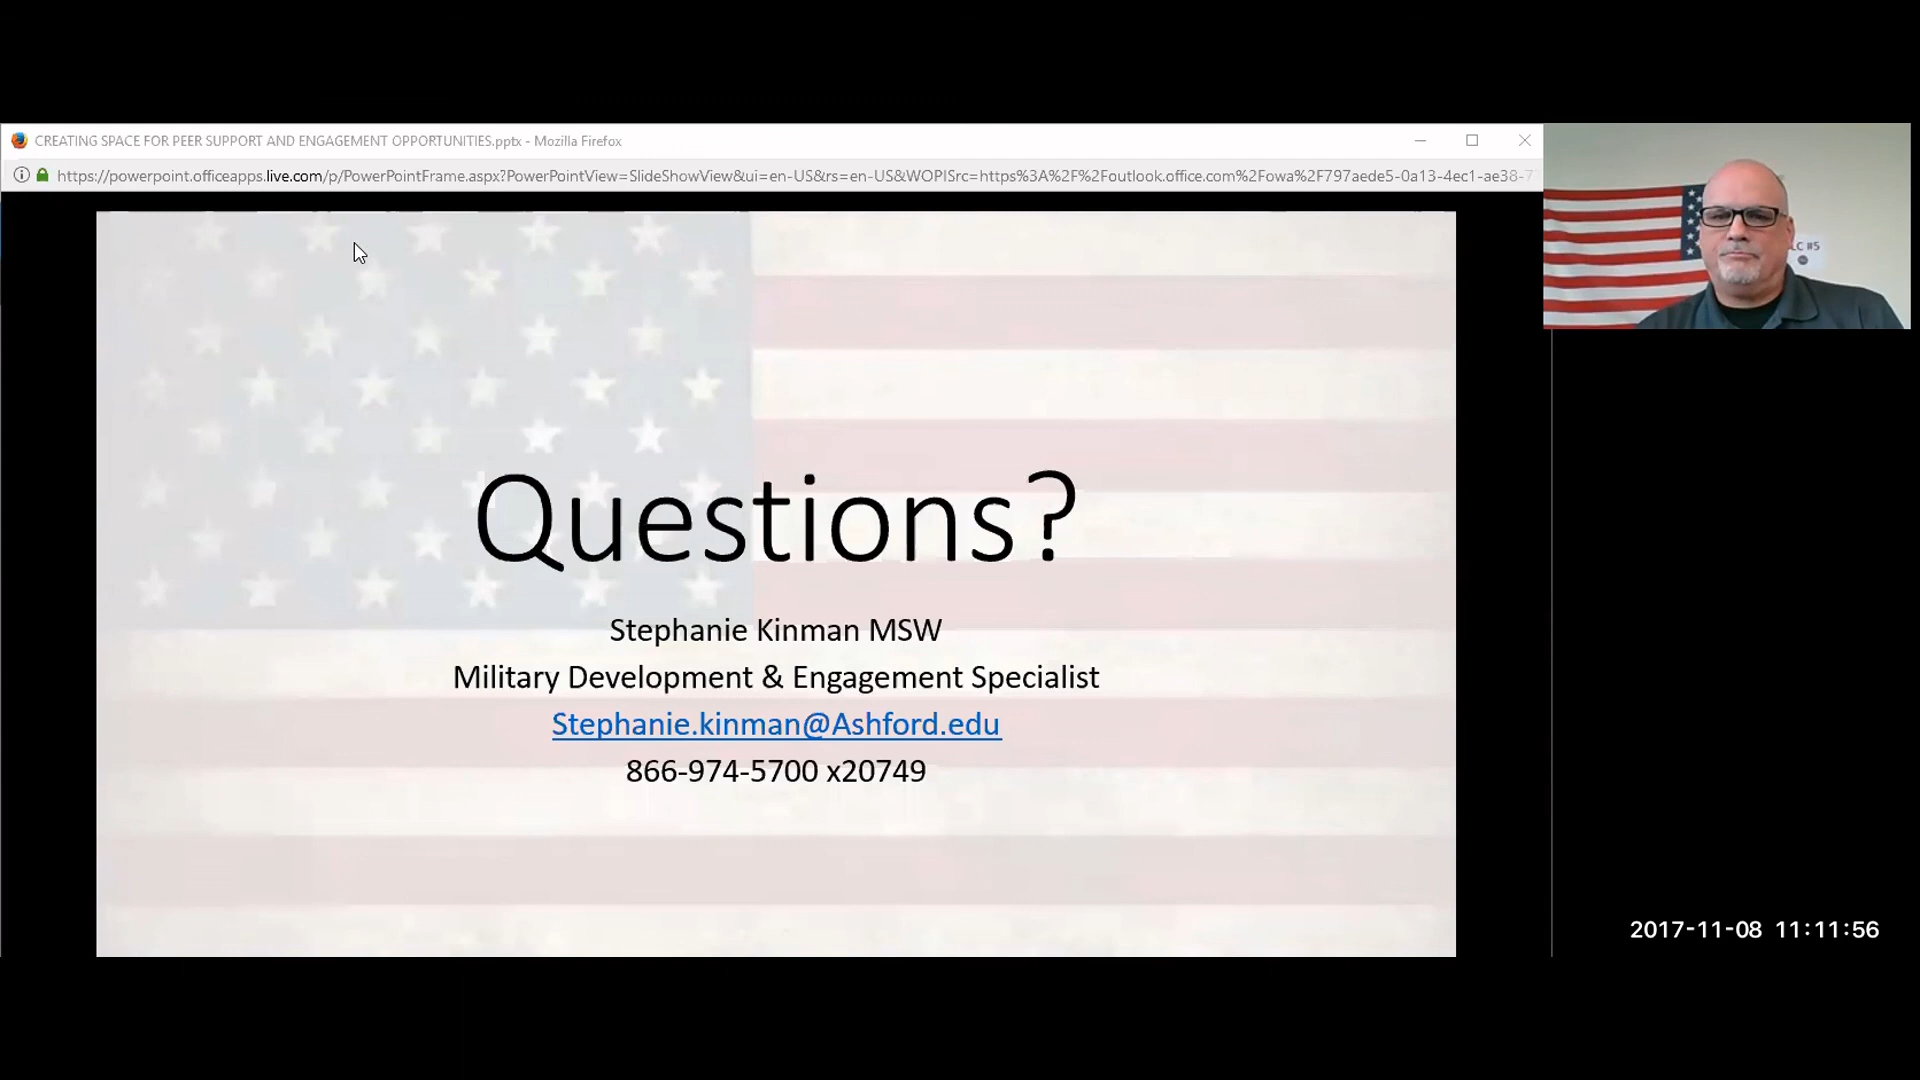 CREATING SPACE FOR PEER SUPPORT AND ENGAGEMENT OPPORTUNITIES.pptx - Mozilla Firefox
https://powerpoint.officeapps.live.com/p/PowerPointFrame.aspx?PowerPointView=SlideShowView&ui=en-US&rs=en-US&WOPISrc=https%3A%2F%2Foutlook.office.com%2Fowa%2F797aede5-0a13-4ec1-ae38-7
LC #5
Questions?
Stephanie Kinman MSW
Military Development & Engagement Specialist
Stephanie.kinman@Ashford.edu
866-974-5700 x20749
2017-11-08 11:11:56